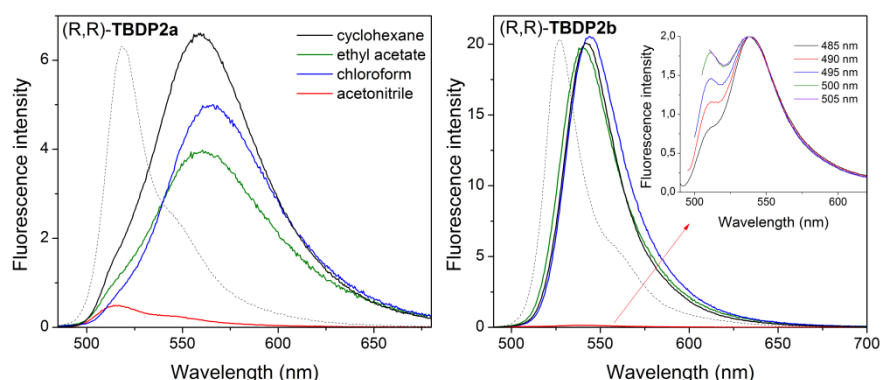 (R,R)-TBDP2a
cyclohexane
ethyl acetate
chloroform
acetonitrile
6
4
2
0
500
550
600
650
Fluorescence intensity
Wavelength (nm)
(R,R)-TBDP2b
20
15
10
5
0
500
550
600
650
700
Fluorescence intensity
Wavelength (nm)
485 nm
490 nm
495 nm
500 nm
505 nm
2,0
1,5
1,0
0,5
0,0
500
550
600
Fluorescence intensity
Wavelength (nm)